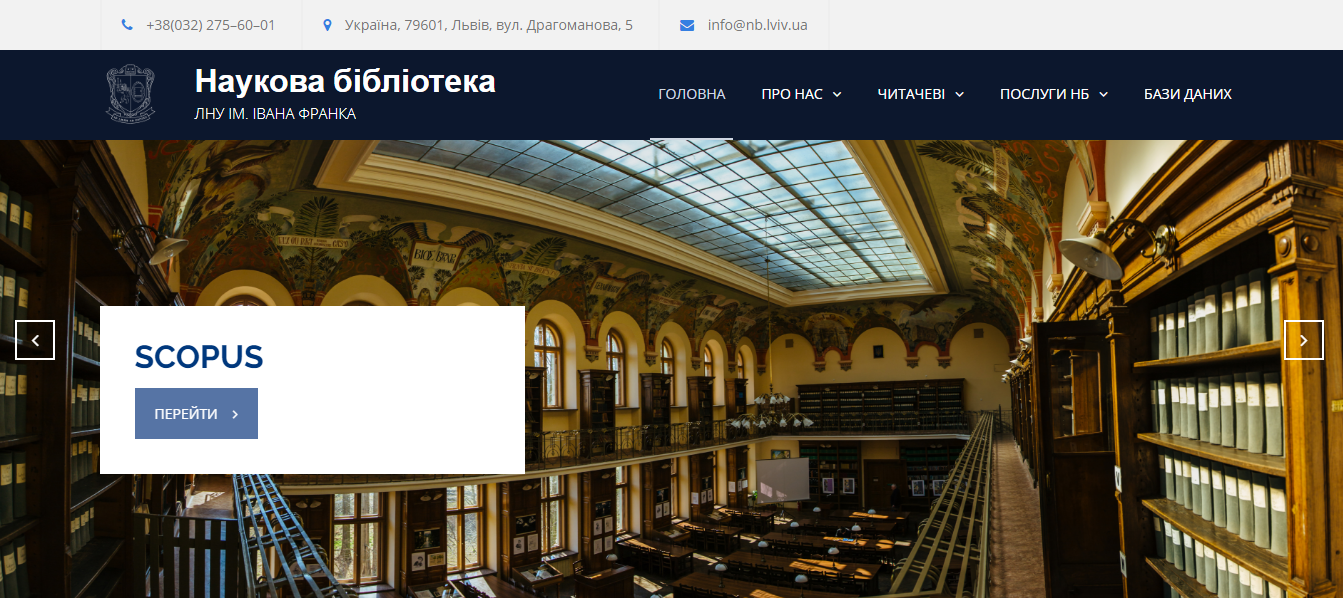 +38(032) 275–60–01
Україна, 79601, Львів, вул. Драгоманова, 5
info@nb.lviv.ua
Наукова бібліотека
ЛНУ ІМ. ІВАНА ФРАНКА
ГОЛОВНА
ПРО НАС
ЧИТАЧЕВІ
ПОСЛУГИ НБ
БАЗИ ДАНИХ
SCOPUS
ПЕРЕЙТИ